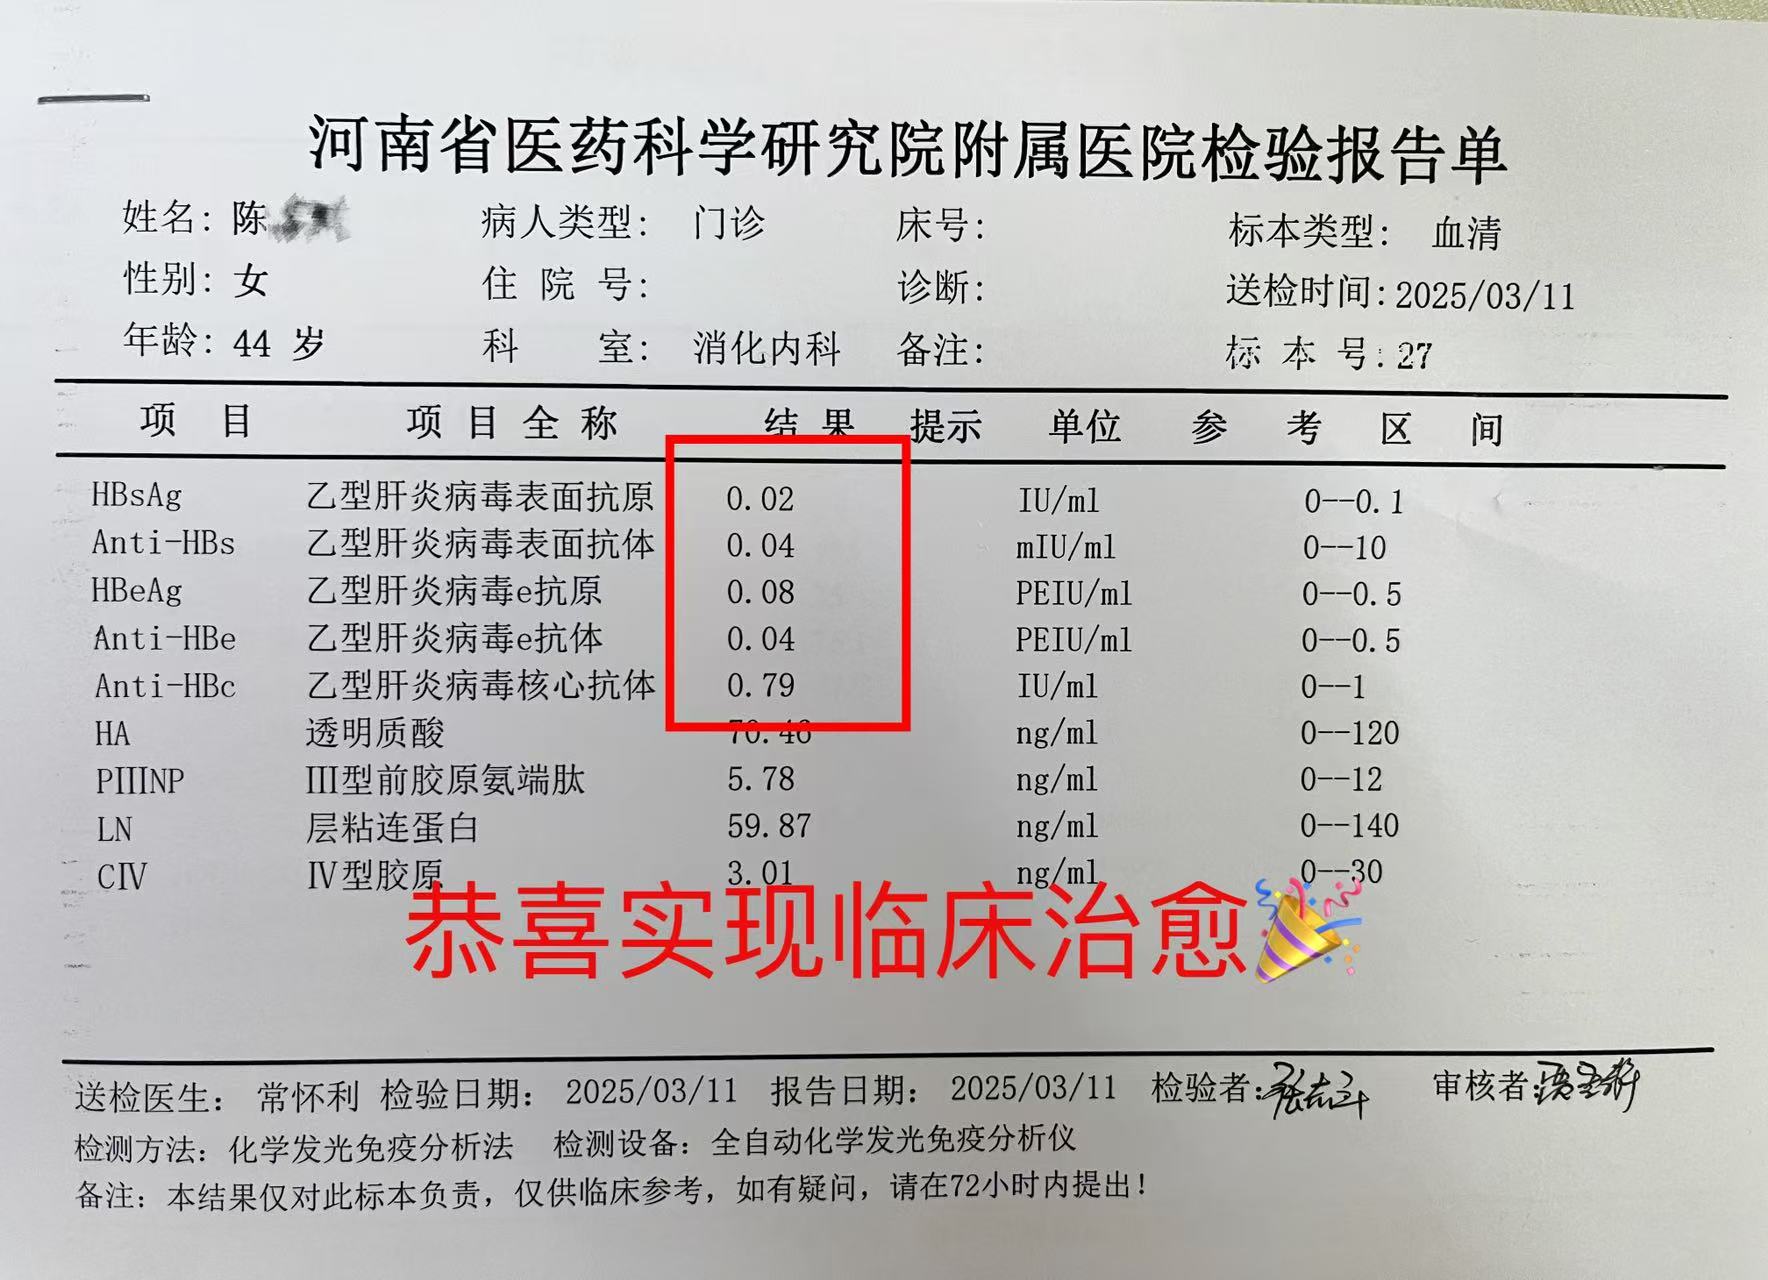 河南省医药科学研究院附属医院检验报告单
姓名: 陈 病人类型: 门诊 床号: 标本类型: 血清
性别: 女 住 院 号: 诊断: 送检时间:2025/03/11
年龄: 44 岁 科 室: 消化内科 备注: 标 本 号:27
项 目 项 目 全 称 结 果 提示 单位 参 考 区 间
HBsAg 乙型肝炎病毒表面抗原 0.02 IU/ml 0--0.1
Anti-HBs 乙型肝炎病毒表面抗体 0.04 mIU/ml 0--10
HBeAg 乙型肝炎病毒e抗原 0.08 PEIU/ml 0--0.5
Anti-HBe 乙型肝炎病毒e抗体 0.04 PEIU/ml 0--0.5
Anti-HBc 乙型肝炎病毒核心抗体 0.79 IU/ml 0--1
HA 透明质酸 70.46 ng/ml 0--120
PⅢNP Ⅲ型前胶原氨端肽 5.78 ng/ml 0--12
LN 层粘连蛋白 59.87 ng/ml 0--140
CⅣ Ⅳ型胶原 3.01 ng/ml 0--30
恭喜实现临床治愈🎉
送检医生: 常怀利 检验日期: 2025/03/11 报告日期: 2025/03/11 检验者: 审核者:
检测方法: 化学发光免疫分析法 检测设备: 全自动化学发光免疫分析仪
备注: 本结果仅对此标本负责, 仅供临床参考, 如有疑问, 请在72小时内提出!